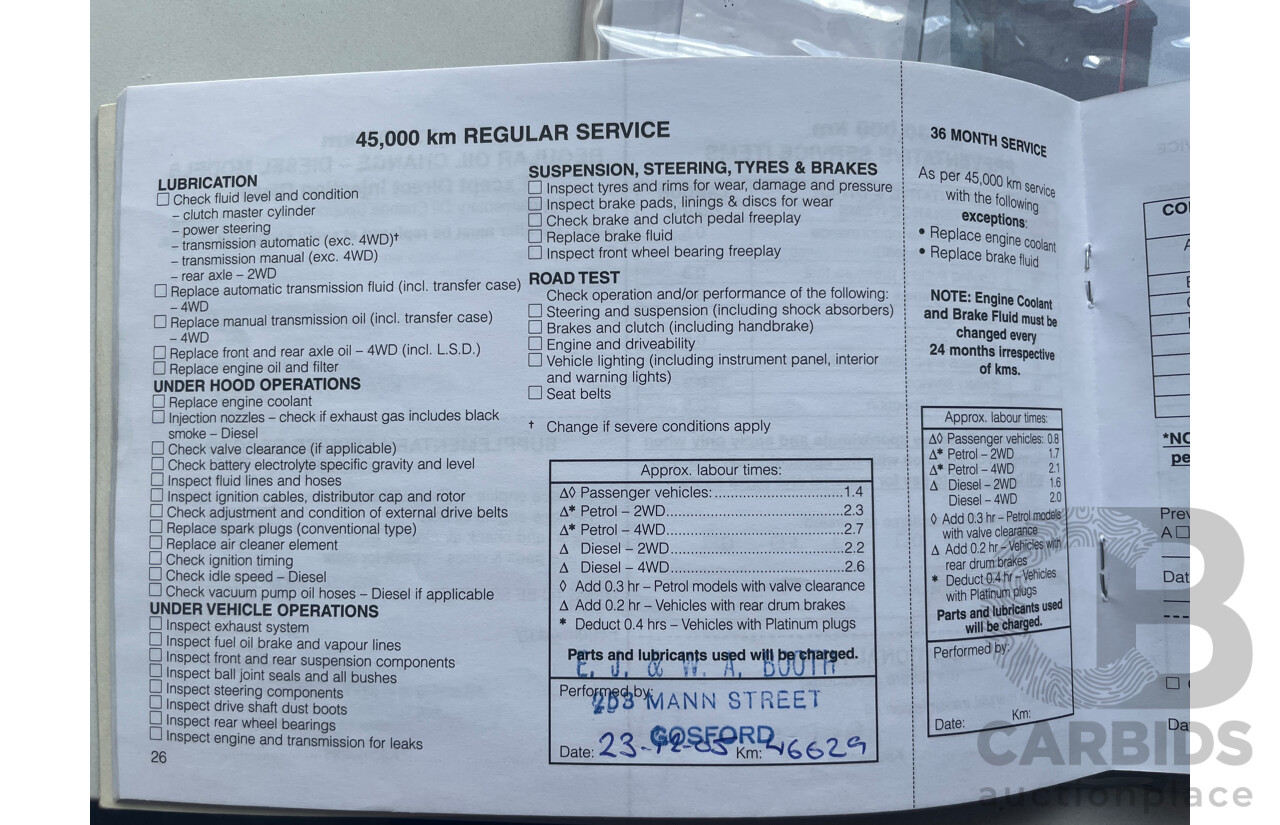 45,000 km REGULAR SERVICE
LUBRICATION
Check fluid level and condition
– clutch master cylinder
– power steering
– transmission automatic (exc. 4WD)†
– transmission manual (exc. 4WD)
– rear axle – 2WD
Replace automatic transmission fluid (incl. transfer case)
– 4WD
Replace manual transmission oil (incl. transfer case)
– 4WD
Replace front and rear axle oil – 4WD (incl. L.S.D.)
Replace engine oil and filter
UNDER HOOD OPERATIONS
Replace engine coolant
Injection nozzles – check if exhaust gas includes black
smoke – Diesel
Check valve clearance (if applicable)
Check battery electrolyte specific gravity and level
Inspect fluid lines and hoses
Inspect ignition cables, distributor cap and rotor
Check adjustment and condition of external drive belts
Replace spark plugs (conventional type)
Replace air cleaner element
Check ignition timing
Check idle speed – Diesel
Check vacuum pump oil hoses – Diesel if applicable
UNDER VEHICLE OPERATIONS
Inspect exhaust system
Inspect fuel oil brake and vapour lines
Inspect front and rear suspension components
Inspect ball joint seals and all bushes
Inspect steering components
Inspect drive shaft dust boots
Inspect rear wheel bearings
Inspect engine and transmission for leaks
26
SUSPENSION, STEERING, TYRES & BRAKES
Inspect tyres and rims for wear, damage and pressure
Inspect brake pads, linings & discs for wear
Check brake and clutch pedal freeplay
Replace brake fluid
Inspect front wheel bearing freeplay
ROAD TEST
Check operation and/or performance of the following:
Steering and suspension (including shock absorbers)
Brakes and clutch (including handbrake)
Engine and driveability
Vehicle lighting (including instrument panel, interior
and warning lights)
Seat belts
† Change if severe conditions apply
Approx. labour times:
Δ◊ Passenger vehicles:.............................1.4
Δ* Petrol – 2WD.......................................2.3
Δ* Petrol – 4WD.......................................2.7
Δ Diesel – 2WD.......................................2.2
Δ Diesel – 4WD.......................................2.6
◊ Add 0.3 hr – Petrol models with valve clearance
Δ Add 0.2 hr – Vehicles with rear drum brakes
* Deduct 0.4 hrs – Vehicles with Platinum plugs
Parts and lubricants used will be charged.
E. J. & W. A. BOOTH
Performed by:
203 MANN STREET
GOSFORD
Date: 23-12-05 Km: 46629
36 MONTH SERVICE
As per 45,000 km service
with the following
exceptions:
• Replace engine coolant
• Replace brake fluid
NOTE: Engine Coolant
and Brake Fluid must be
changed every
24 months irrespective
of kms.
Approx. labour times:
Δ◊ Passenger vehicles: 0.8
Δ* Petrol – 2WD 1.7
Δ* Petrol – 4WD 2.1
Δ Diesel – 2WD 1.6
Diesel – 4WD 2.0
◊ Add 0.3 hr – Petrol models
with valve clearance
Δ Add 0.2 hr – Vehicles with
rear drum brakes
* Deduct 0.4 hr – Vehicles
with Platinum plugs
Parts and lubricants used
will be charged.
Performed by:
Date: Km:
CO
*NO
pe
Prev
A
Dat
Da
CARBIDS
auctionplace